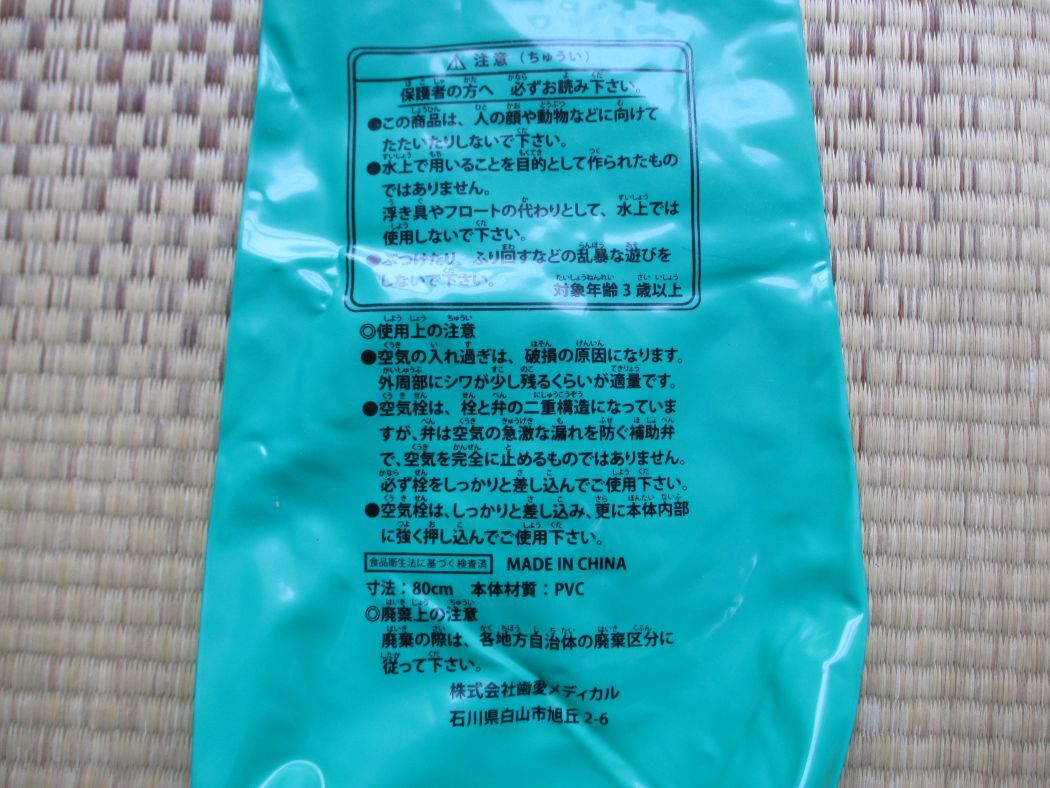 ⚠ 注意（ちゅうい）
保護者の方へ 必ずお読み下さい。
●この商品は、人の顔や動物などに向けて
たたいたりしないで下さい。
●水上で用いることを目的として作られたもの
ではありません。
浮き具やフロートの代わりとして、水上では
使用しないで下さい。
●ぶつけたり、ふり回すなどの乱暴な遊びを
しないで下さい。 対象年齢3歳以上
◎使用上の注意
●空気の入れ過ぎは、破損の原因になります。
外周部にシワが少し残るくらいが適量です。
●空気栓は、栓と弁の二重構造になっていま
すが、弁は空気の急激な漏れを防ぐ補助弁
で、空気を完全に止めるものではありません。
必ず栓をしっかりと差し込んでご使用下さい。
●空気栓は、しっかりと差し込み、更に本体内部
に強く押し込んでご使用下さい。
食品衛生法に基づく検査済 MADE IN CHINA
寸法：80cm 本体材質：PVC
◎廃棄上の注意
廃棄の際は、各地方自治体の廃棄区分に
従って下さい。
株式会社歯愛メディカル
石川県白山市旭丘2-6